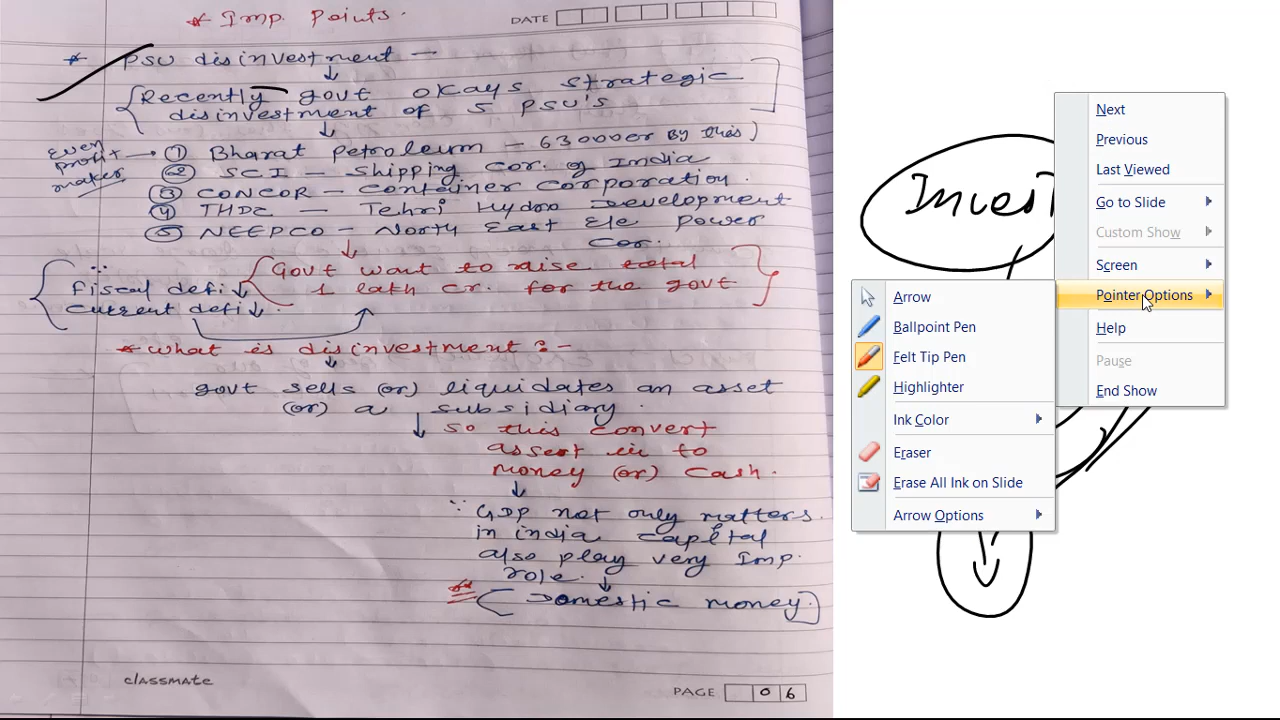 * Imp. Points.
DATE
* PSU disinvestment -
{Recently govt okays strategic
disinvestment of 5 PSU's]
Even profit makers → ① Bharat Petroleum - 63000cr By this)
② SCI - Shipping Cor. of India
③ CONCOR - Container Corporation.
④ THDC - Tehri Hydro Development
⑤ NEEPCO - North East Ele Power
Cor.
(Govt want to raise total
1 lakh cr. for the govt)
{∵ Fiscal defi↓
Current defi↓
* What is disinvestment :-
govt sells (or) liquidates an asset
(or) a subsidiary.
so this convert
assert in to
money (or) Cash.
∵ GDP not only matters
in india capital
also play very Imp.
role.
** (Domestic money)
classmate
PAGE 0 6
Invest
Next
Previous
Last Viewed
Go to Slide
Custom Show
Screen
Pointer Options
Help
Pause
End Show
Arrow
Ballpoint Pen
Felt Tip Pen
Highlighter
Ink Color
Eraser
Erase All Ink on Slide
Arrow Options